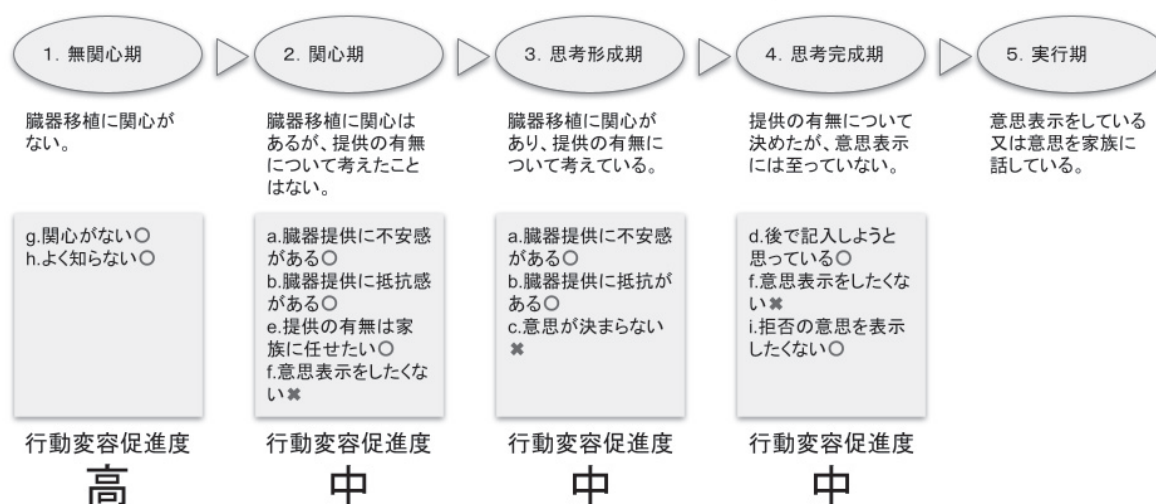 1. 無関心期
2. 関心期
3. 思考形成期
4. 思考完成期
5. 実行期
臓器移植に関心が
ない。
臓器移植に関心は
あるが、提供の有無
について考えたこと
はない。
臓器移植に関心が
あり、提供の有無に
ついて考えている。
提供の有無について
決めたが、意思表示
には至っていない。
意思表示をしている
又は意思を家族に
話している。
g.関心がない○
h.よく知らない○
a.臓器提供に不安感
がある○
b.臓器提供に抵抗感
がある○
e.提供の有無は家
族に任せたい○
f.意思表示をしたくな
い✖
a.臓器提供に不安感
がある○
b.臓器提供に抵抗が
ある○
c.意思が決まらない
✖
d.後で記入しようと
思っている○
f.意思表示をしたくな
い✖
i.拒否の意思を表示
したくない○
行動変容促進度
高
行動変容促進度
中
行動変容促進度
中
行動変容促進度
中